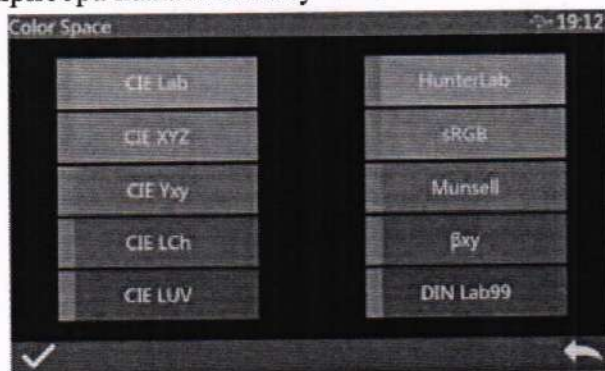 Color Space 19:12
CIE Lab
CIE XYZ
CIE Yxy
CIE LCh
CIE LUV
HunterLab
sRGB
Munsell
βxy
DIN Lab99